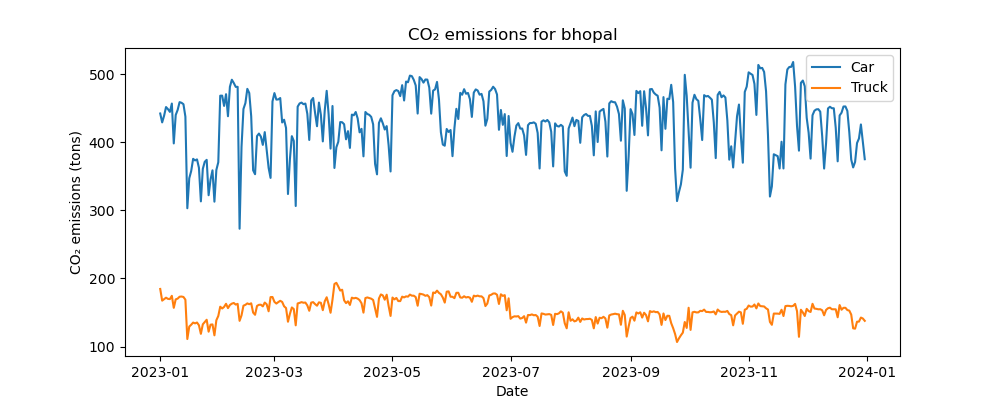 CO₂ emissions for bhopal
Car
Truck
CO₂ emissions (tons)
500
400
300
200
100
2023-01
2023-03
2023-05
2023-07
2023-09
2023-11
2024-01
Date